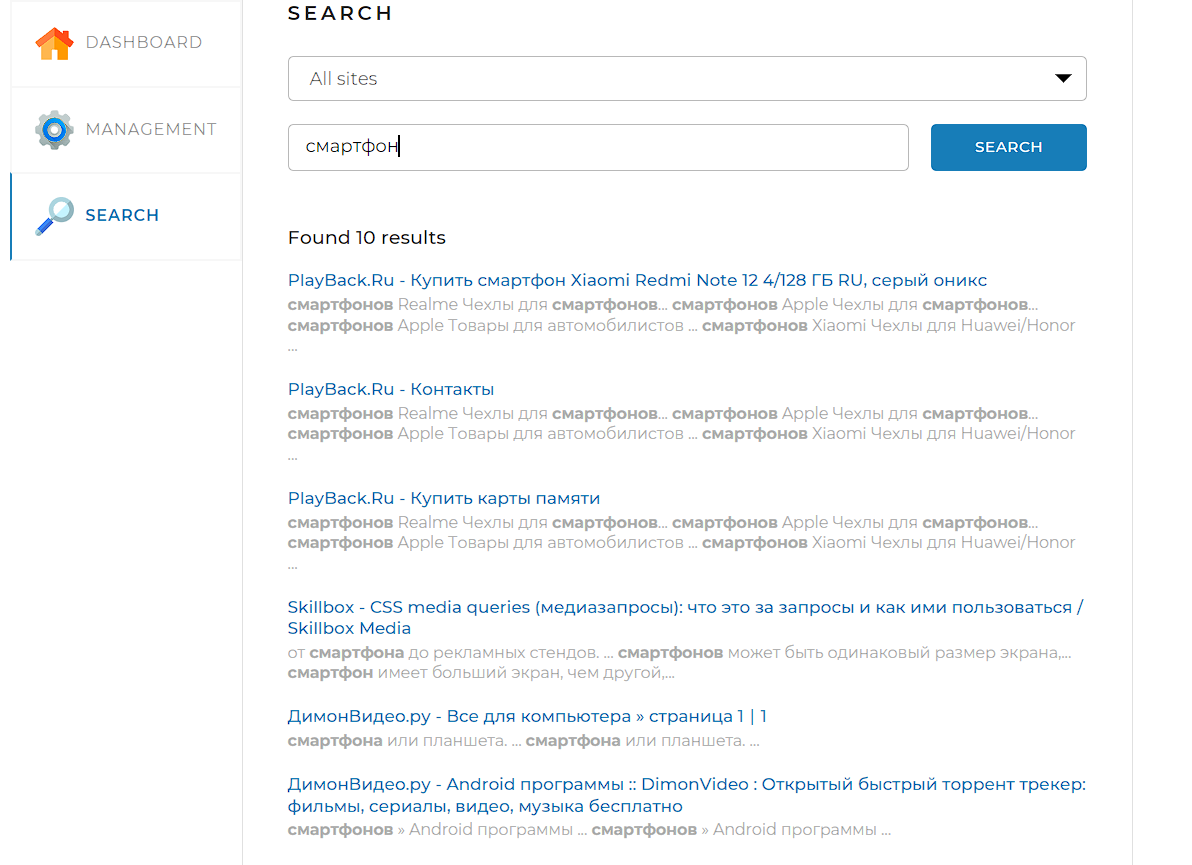 SEARCH
DASHBOARD
All sites
MANAGEMENT
смартфон
SEARCH
SEARCH
Found 10 results
PlayBack.Ru - Купить смартфон Xiaomi Redmi Note 12 4/128 ГБ RU, серый оникс
смартфонов Realme Чехлы для смартфонов... смартфонов Apple Чехлы для смартфонов...
смартфонов Apple Товары для автомобилистов ... смартфонов Xiaomi Чехлы для Huawei/Honor
...
PlayBack.Ru - Контакты
смартфонов Realme Чехлы для смартфонов... смартфонов Apple Чехлы для смартфонов...
смартфонов Apple Товары для автомобилистов ... смартфонов Xiaomi Чехлы для Huawei/Honor
...
PlayBack.Ru - Купить карты памяти
смартфонов Realme Чехлы для смартфонов... смартфонов Apple Чехлы для смартфонов...
смартфонов Apple Товары для автомобилистов ... смартфонов Xiaomi Чехлы для Huawei/Honor
...
Skillbox - CSS media queries (медиазапросы): что это за запросы и как ими пользоваться /
Skillbox Media
от смартфона до рекламных стендов. ... смартфонов может быть одинаковый размер экрана,...
смартфон имеет больший экран, чем другой,...
ДимонВидео.ру - Все для компьютера » страница 1 | 1
смартфона или планшета. ... смартфона или планшета. ...
ДимонВидео.ру - Android программы :: DimonVideo : Открытый быстрый торрент трекер:
фильмы, сериалы, видео, музыка бесплатно
смартфонов » Android программы ... смартфонов » Android программы ...